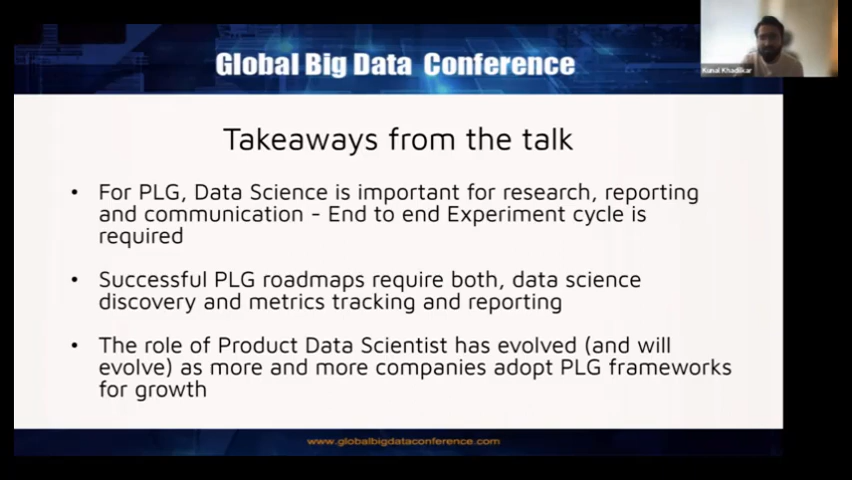 Global Big Data Conference
Kunal Khadilkar
Takeaways from the talk
• For PLG, Data Science is important for research, reporting
and communication - End to end Experiment cycle is
required
• Successful PLG roadmaps require both, data science
discovery and metrics tracking and reporting
• The role of Product Data Scientist has evolved (and will
evolve) as more and more companies adopt PLG frameworks
for growth
www.globalbigdataconference.com